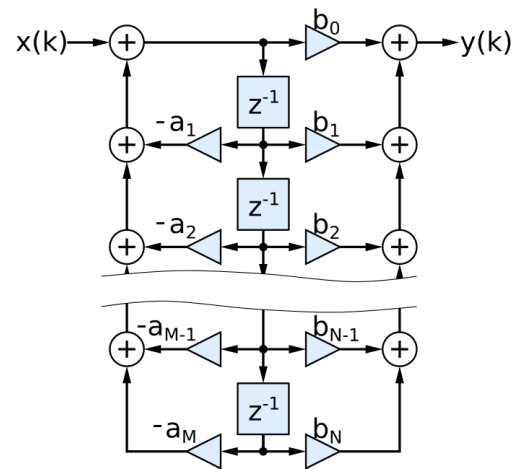 x(k) + b₀ + y(k)
z⁻¹
+ -a₁ b₁ +
z⁻¹
+ -a₂ b₂ +
+ -aM-1 bN-1 +
z⁻¹
-aM bN